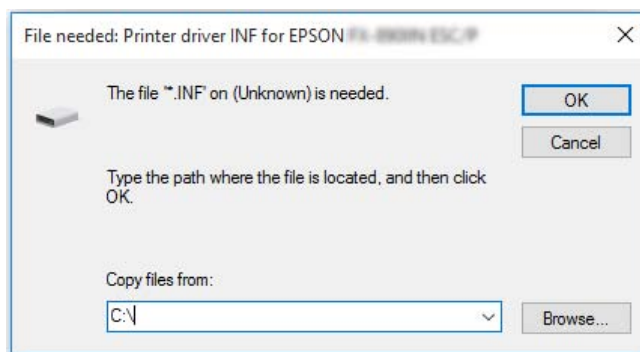 File needed: Printer driver INF for EPSON
The file '*.INF' on (Unknown) is needed.
OK
Cancel
Type the path where the file is located, and then click
OK.
Copy files from:
C:\
Browse...